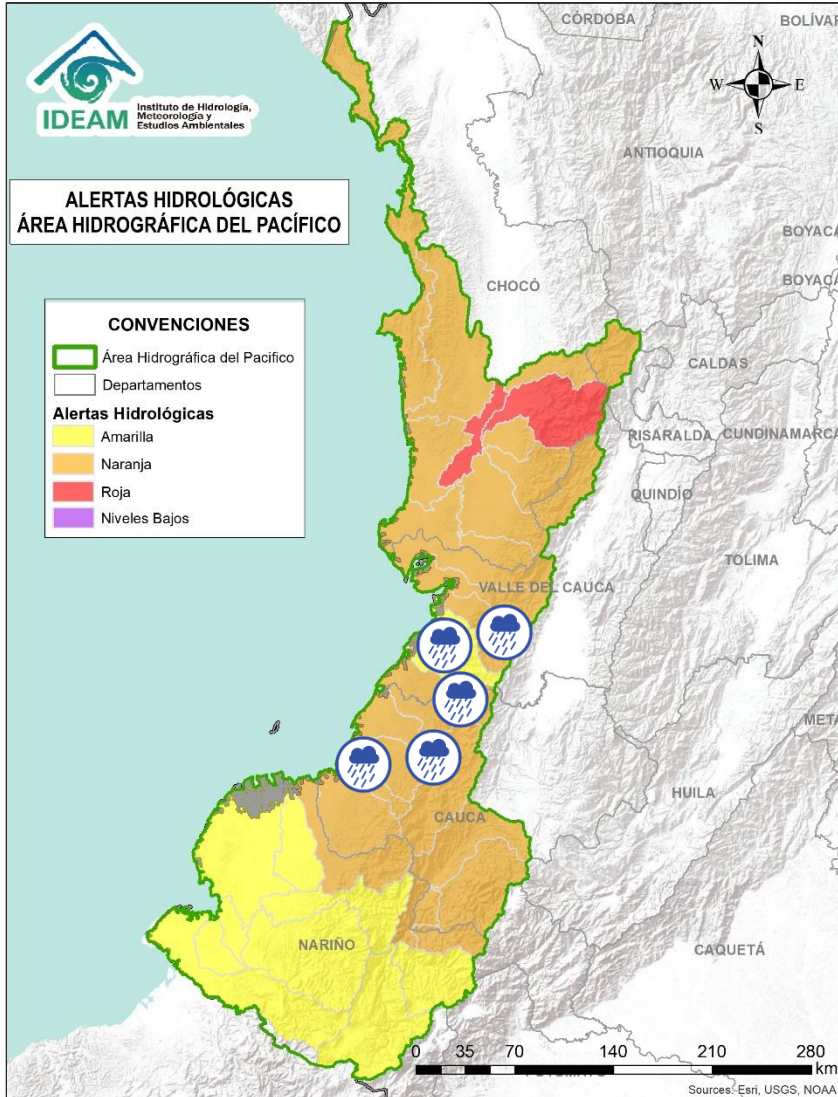 IDEAM
Instituto de Hidrología,
Meteorología y
Estudios Ambientales
CÓRDOBA
BOLÍVAR
N
W
E
S
ANTIOQUIA
ALERTAS HIDROLÓGICAS
ÁREA HIDROGRÁFICA DEL PACÍFICO
BOYACÁ
CHOCÓ
BOYACÁ
CONVENCIONES
Área Hidrográfica del Pacifico
Departamentos
Alertas Hidrológicas
Amarilla
Naranja
Roja
Niveles Bajos
CALDAS
RISARALDA
CUNDINAMARCA
QUINDÍO
TOLIMA
VALLE DEL CAUCA
META
HUILA
CAUCA
NARIÑO
CAQUETÁ
0 35 70 140 210 280
km
Sources: Esri, USGS, NOAA